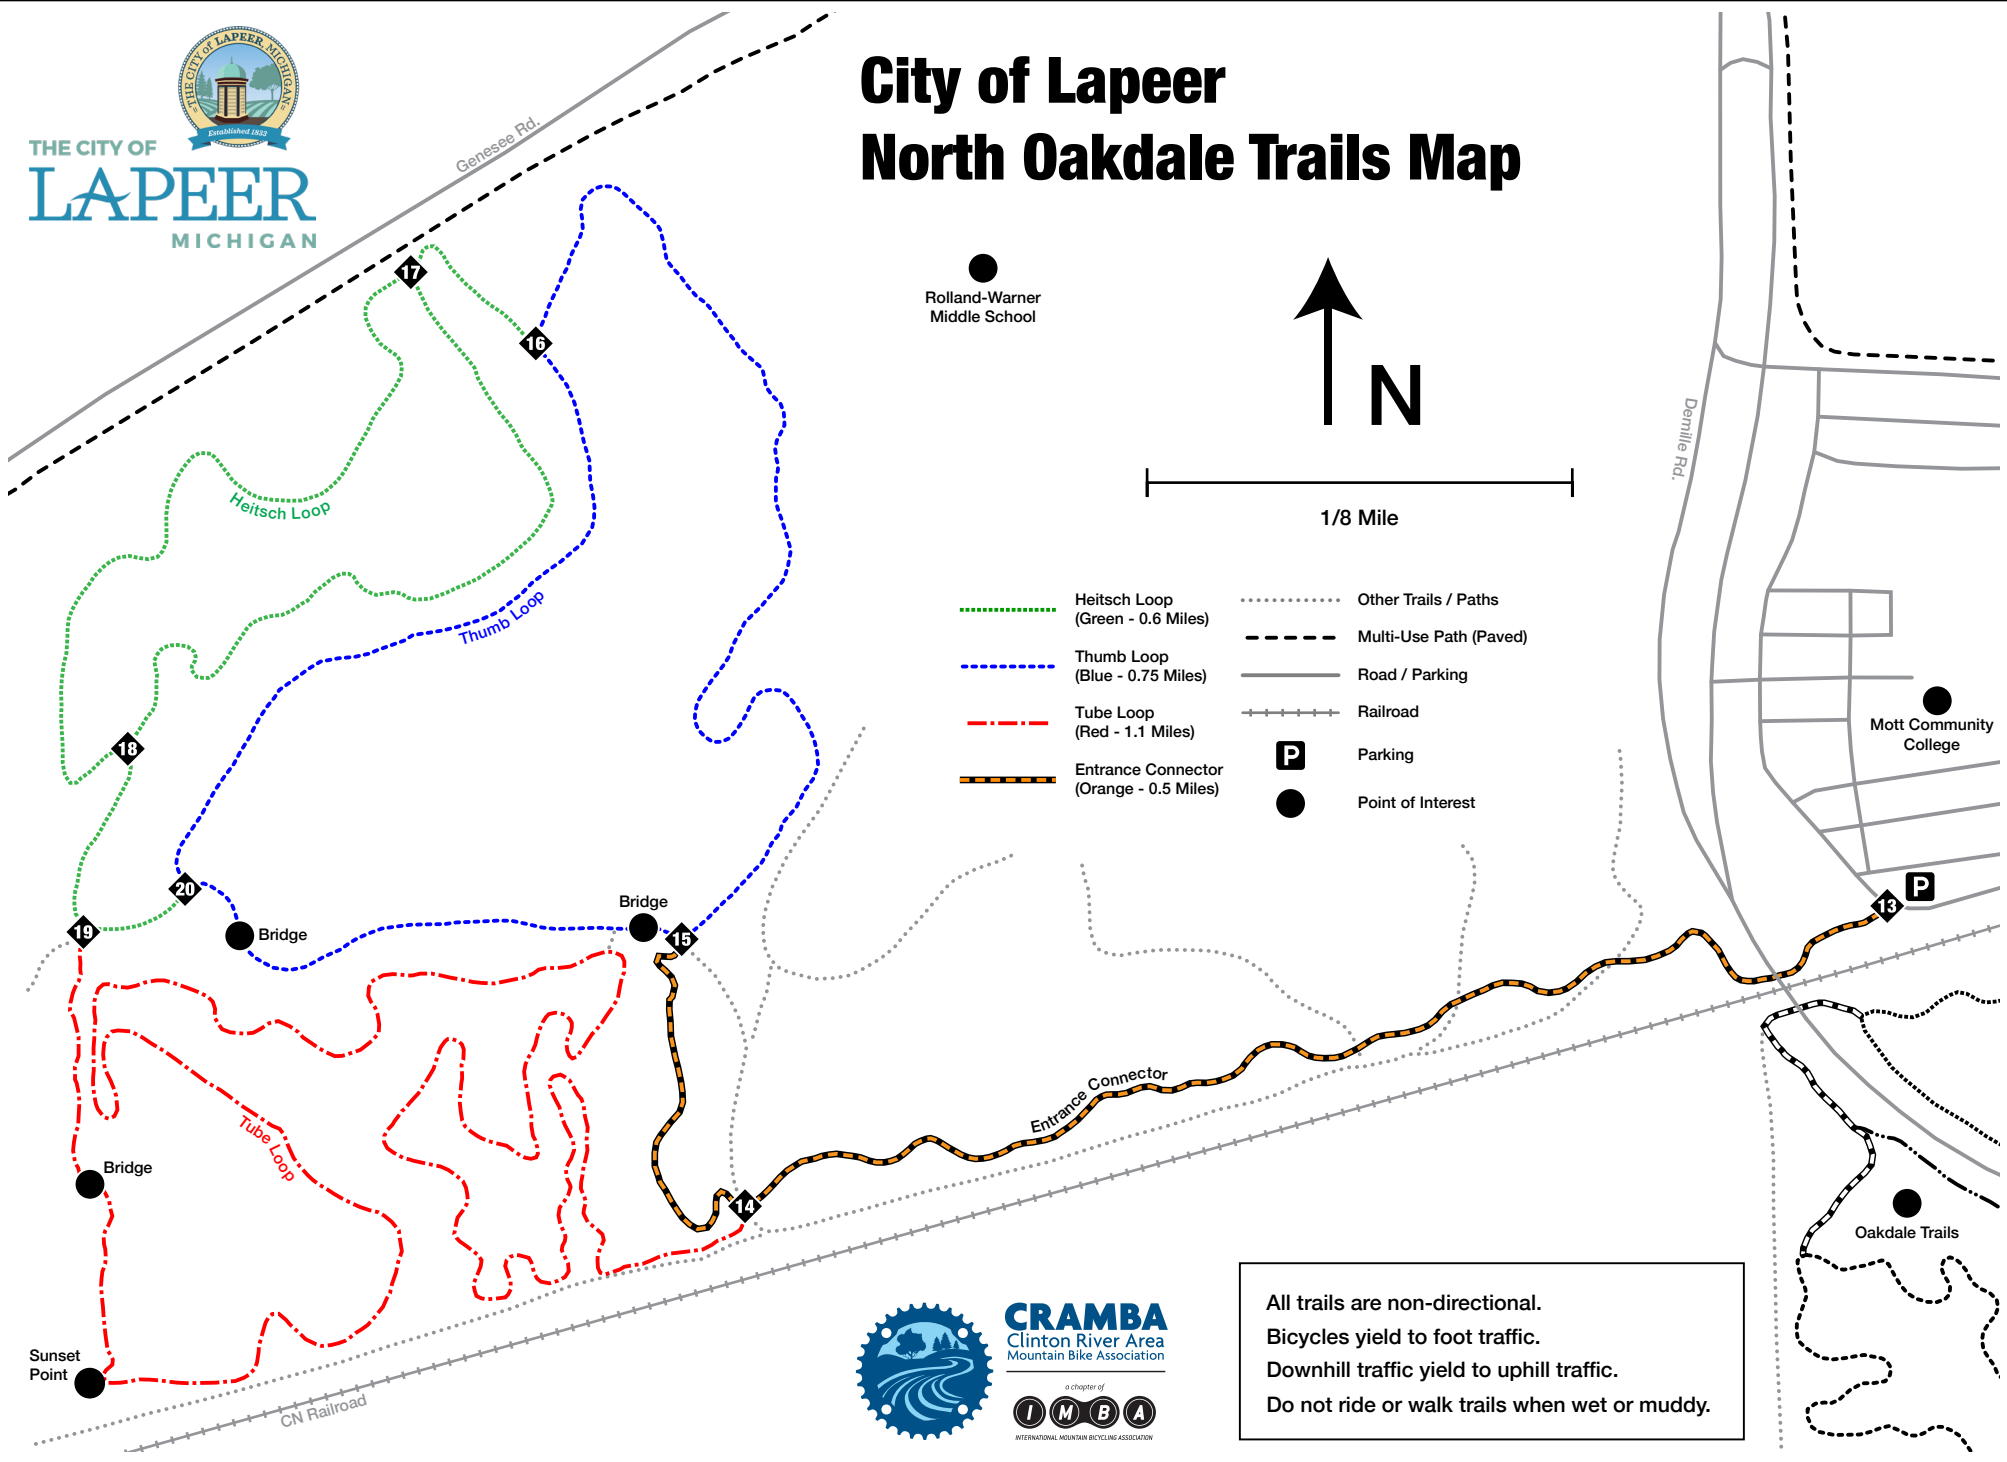 THE CITY OF LAPEER, MICHIGAN
Established 1833
THE CITY OF
LAPEER
MICHIGAN
City of Lapeer
North Oakdale Trails Map
Genesee Rd.
17
16
Rolland-Warner
Middle School
N
Demille Rd.
1/8 Mile
Heitsch Loop
Thumb Loop
Heitsch Loop
(Green - 0.6 Miles)
Thumb Loop
(Blue - 0.75 Miles)
Tube Loop
(Red - 1.1 Miles)
Entrance Connector
(Orange - 0.5 Miles)
Other Trails / Paths
Multi-Use Path (Paved)
Road / Parking
Railroad
P
Parking
Point of Interest
Mott Community
College
18
20
19
Bridge
Bridge
15
P
13
Entrance Connector
Tube Loop
Bridge
14
Oakdale Trails
Sunset
Point
CN Railroad
CRAMBA
Clinton River Area
Mountain Bike Association
a chapter of
IMBA
INTERNATIONAL MOUNTAIN BICYCLING ASSOCIATION
All trails are non-directional.
Bicycles yield to foot traffic.
Downhill traffic yield to uphill traffic.
Do not ride or walk trails when wet or muddy.